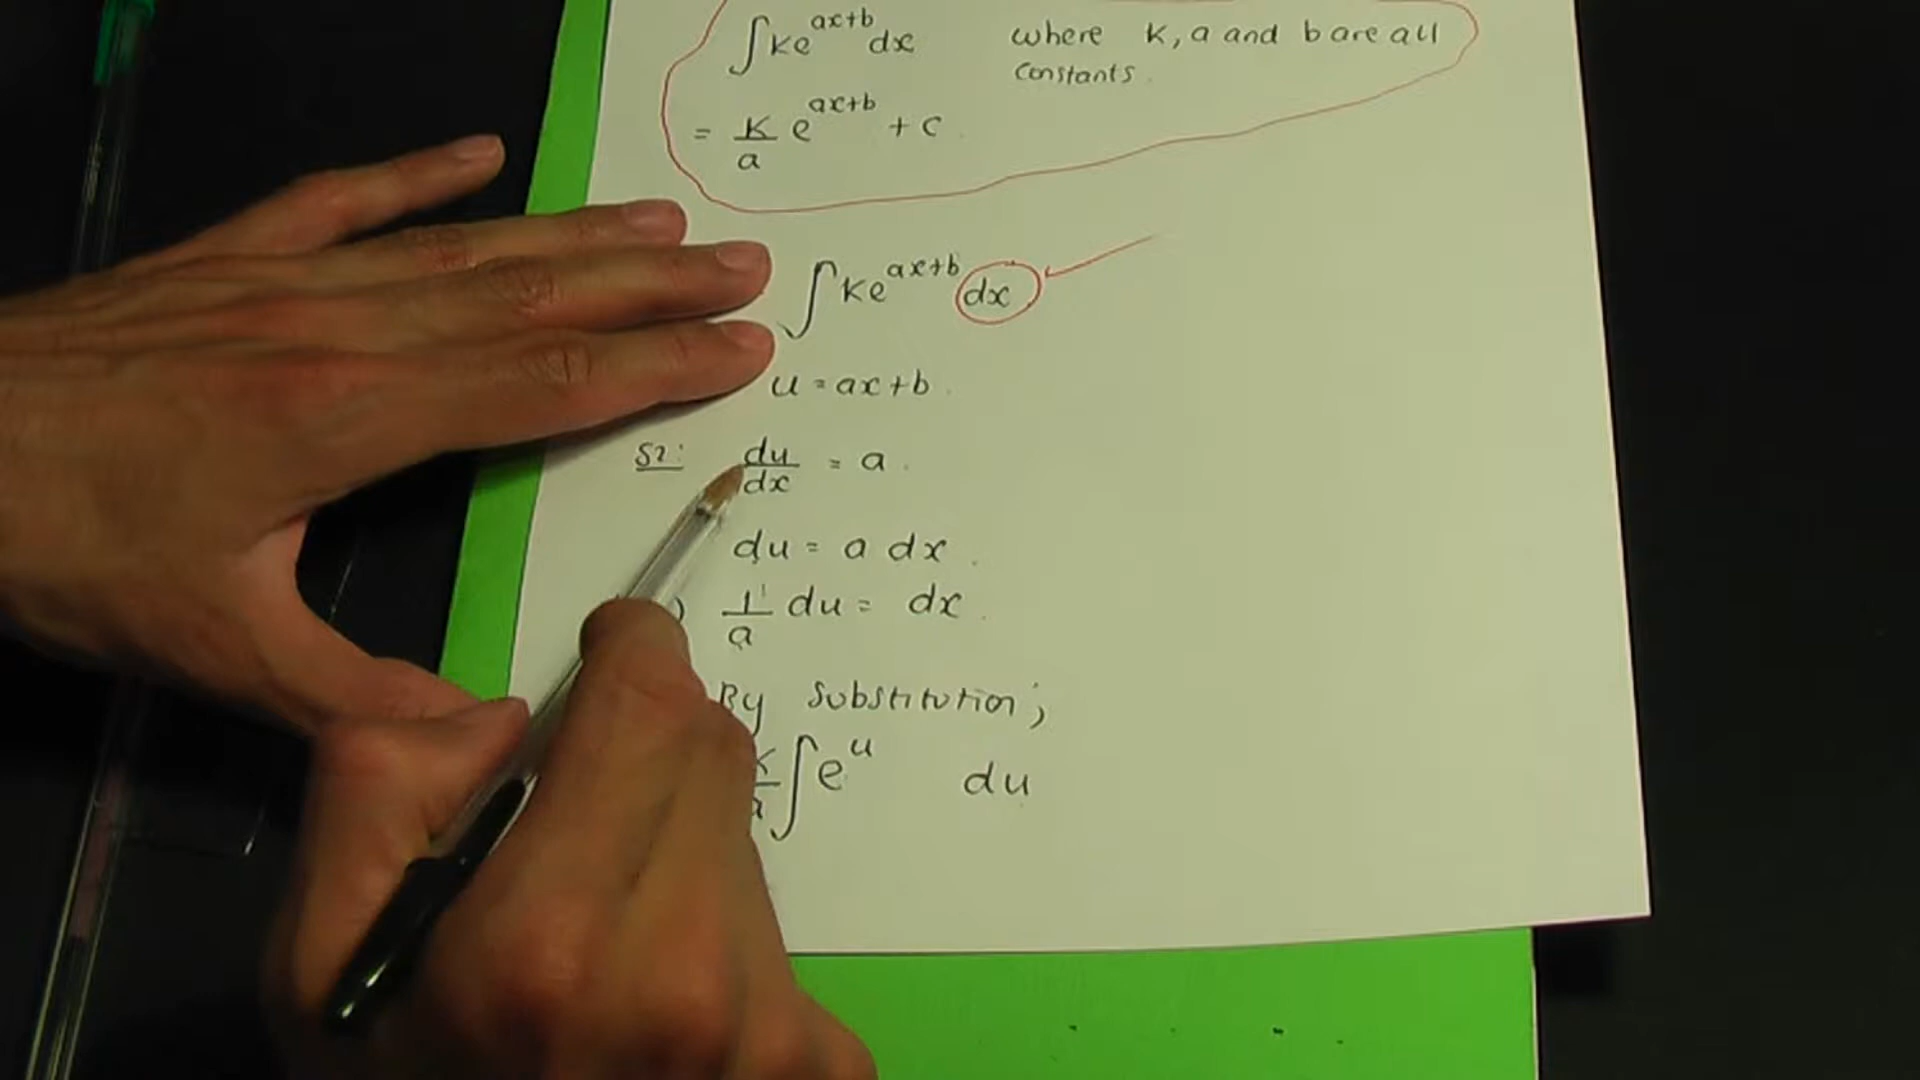 ∫ke^(ax+b) dx where k, a and b are all
constants.
= k/a e^(ax+b) + c
∫ke^(ax+b) dx
u = ax+b.
S2: du/dx = a.
du = a dx.
) 1/a du = dx.
By Substitution;
k/a ∫e^u du